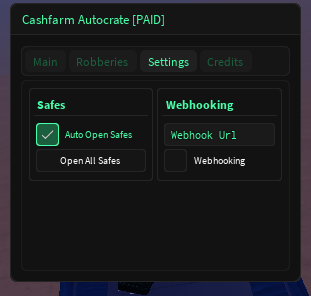 Cashfarm Autocrate [PAID]
Main Robberies Settings Credits
Safes
Auto Open Safes
Open All Safes
Webhooking
Webhook Url
Webhooking